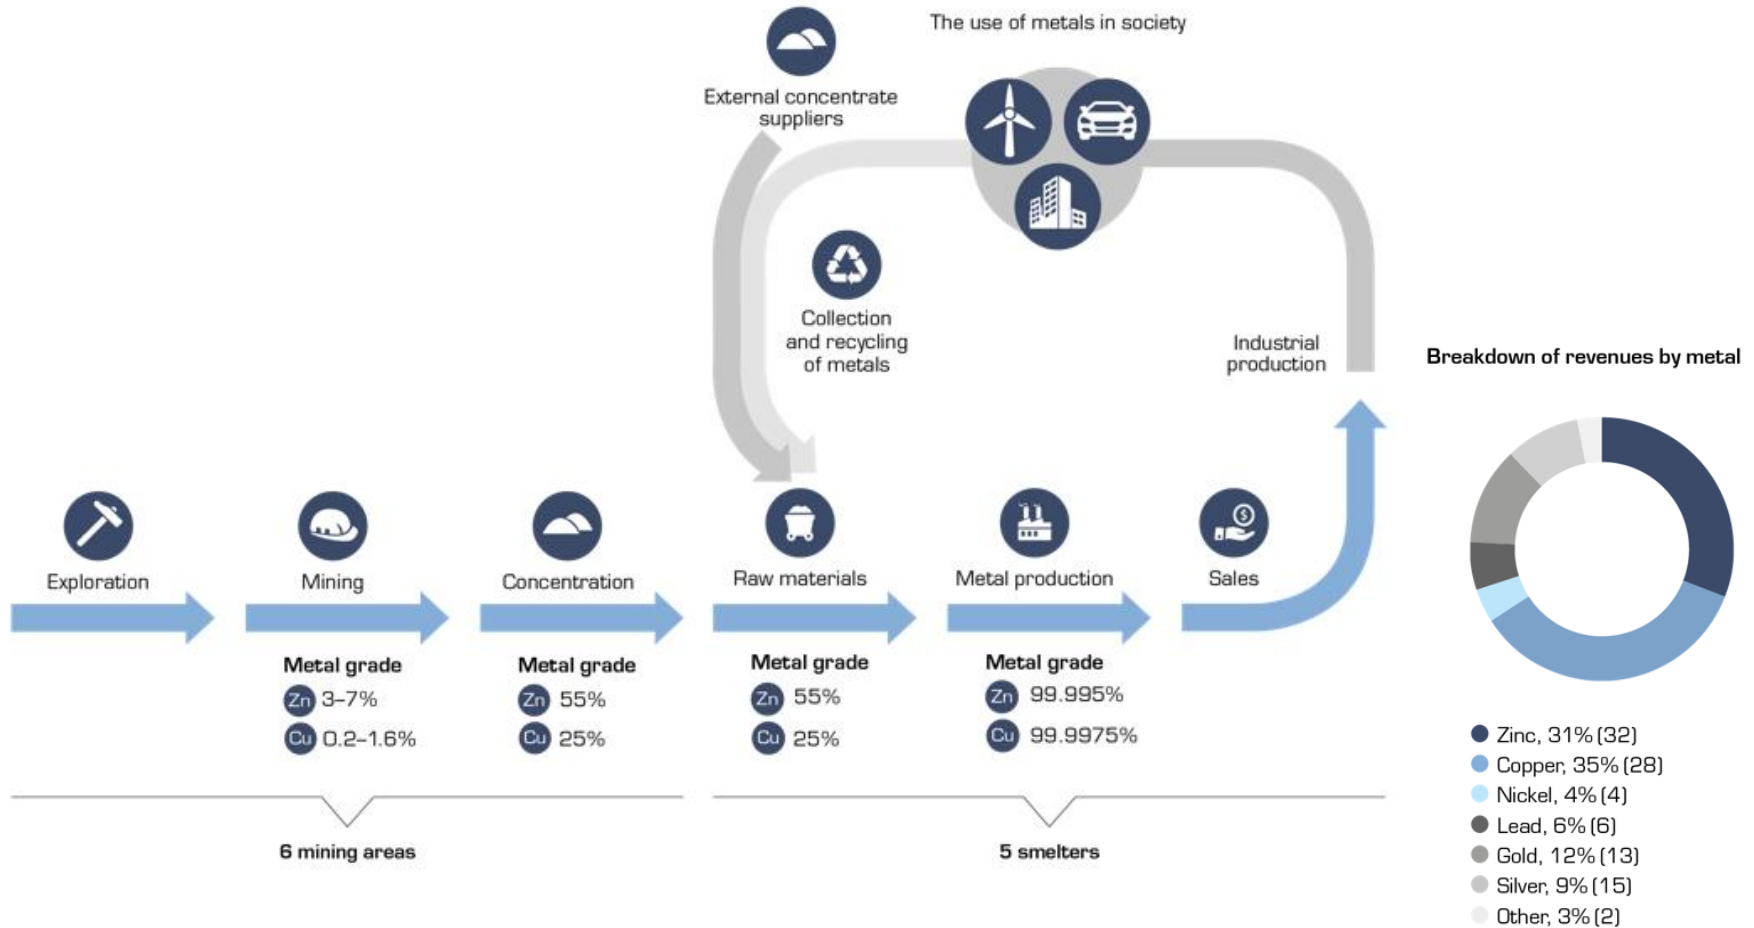 The use of metals in society
External concentrate
suppliers
Collection
and recycling
of metals
Industrial
production
Exploration
Mining
Concentration
Raw materials
Metal production
Sales
Metal grade
Zn 3–7%
Cu 0.2–1.6%
Metal grade
Zn 55%
Cu 25%
Metal grade
Zn 55%
Cu 25%
Metal grade
Zn 99.995%
Cu 99.9975%
6 mining areas
5 smelters
Breakdown of revenues by metal
Zinc, 31% (32)
Copper, 35% (28)
Nickel, 4% (4)
Lead, 6% (6)
Gold, 12% (13)
Silver, 9% (15)
Other, 3% (2)
$